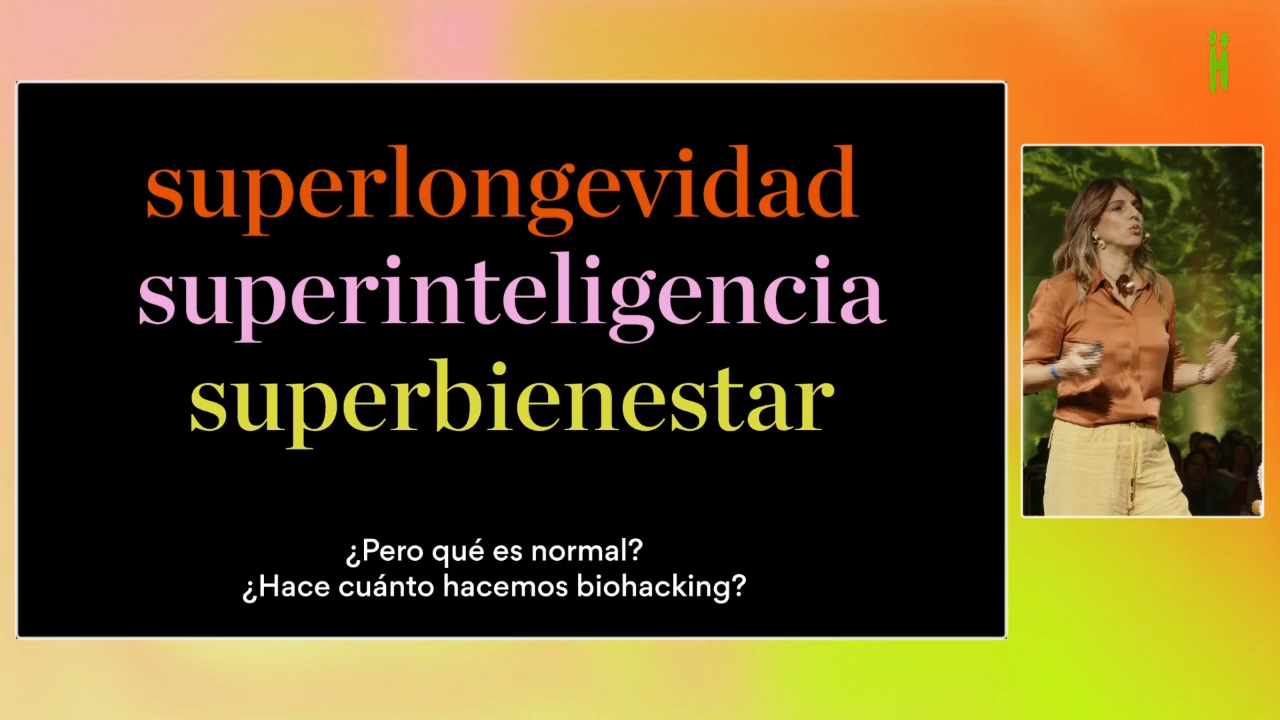 superlongevidad
superinteligencia
superbienestar
¿Pero qué es normal?
¿Hace cuánto hacemos biohacking?